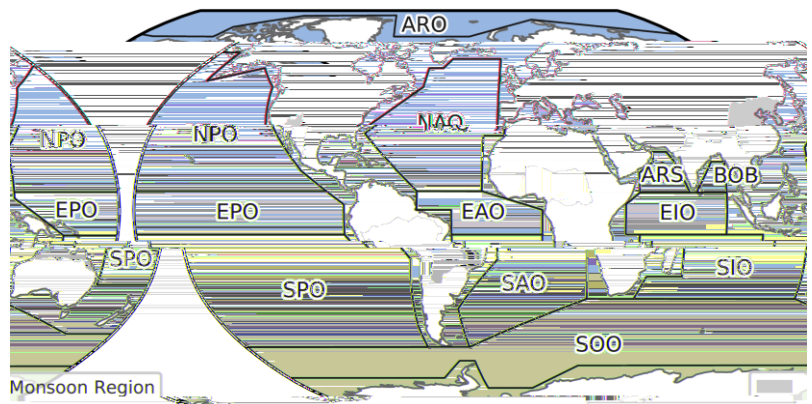 ARO
NPO
NPO
NAO
ARS
BOB
EPO
EPO
EAO
EIO
SPO
SPO
SAO
SIO
SOO
Monsoon Region